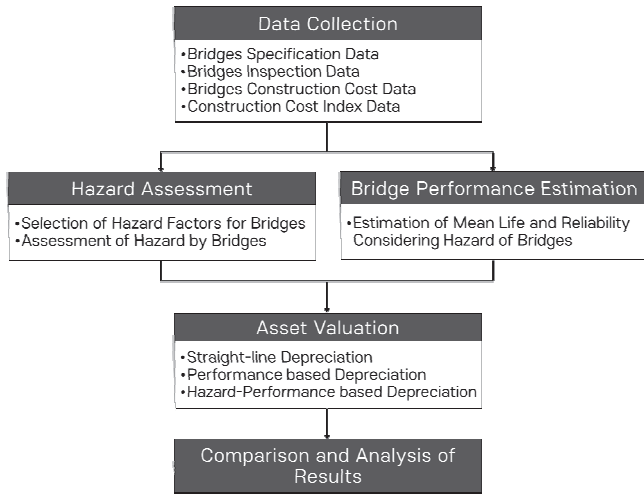 Data Collection
•Bridges Specification Data
•Bridges Inspection Data
•Bridges Construction Cost Data
•Construction Cost Index Data
Hazard Assessment
•Selection of Hazard Factors for Bridges
•Assessment of Hazard by Bridges
Bridge Performance Estimation
•Estimation of Mean Life and Reliability
Considering Hazard of Bridges
Asset Valuation
•Straight-line Depreciation
•Performance based Depreciation
•Hazard-Performance based Depreciation
Comparison and Analysis of
Results